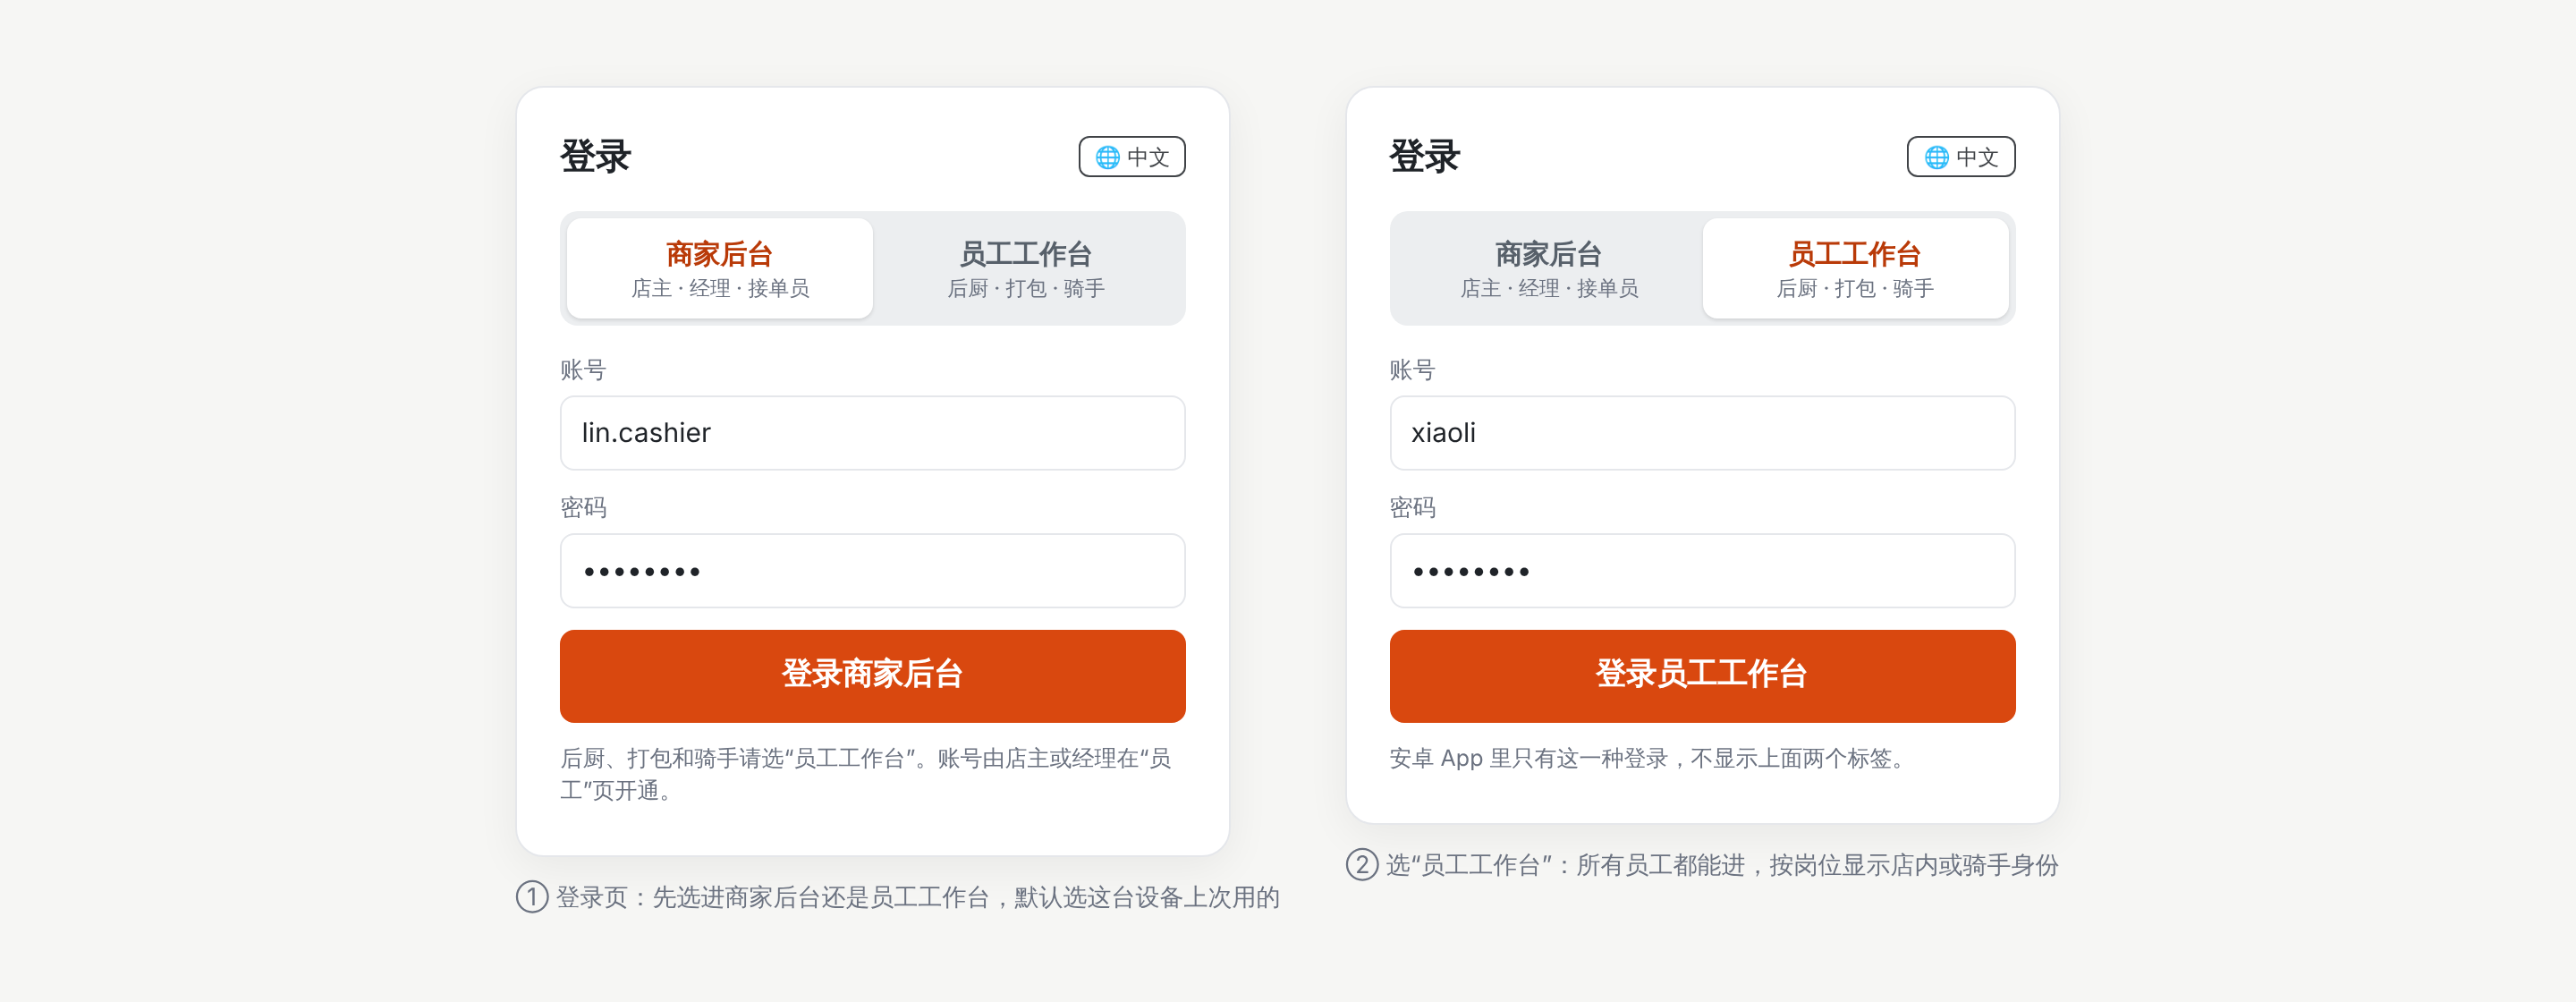 登录
🌐 中文
商家后台
店主 · 经理 · 接单员
员工工作台
后厨 · 打包 · 骑手
账号
lin.cashier
密码
••••••••
登录商家后台
后厨、打包和骑手请选“员工工作台”。账号由店主或经理在“员
工”页开通。
① 登录页：先选进商家后台还是员工工作台，默认选这台设备上次用的
登录
🌐 中文
商家后台
店主 · 经理 · 接单员
员工工作台
后厨 · 打包 · 骑手
账号
xiaoli
密码
••••••••
登录员工工作台
安卓 App 里只有这一种登录，不显示上面两个标签。
② 选“员工工作台”：所有员工都能进，按岗位显示店内或骑手身份